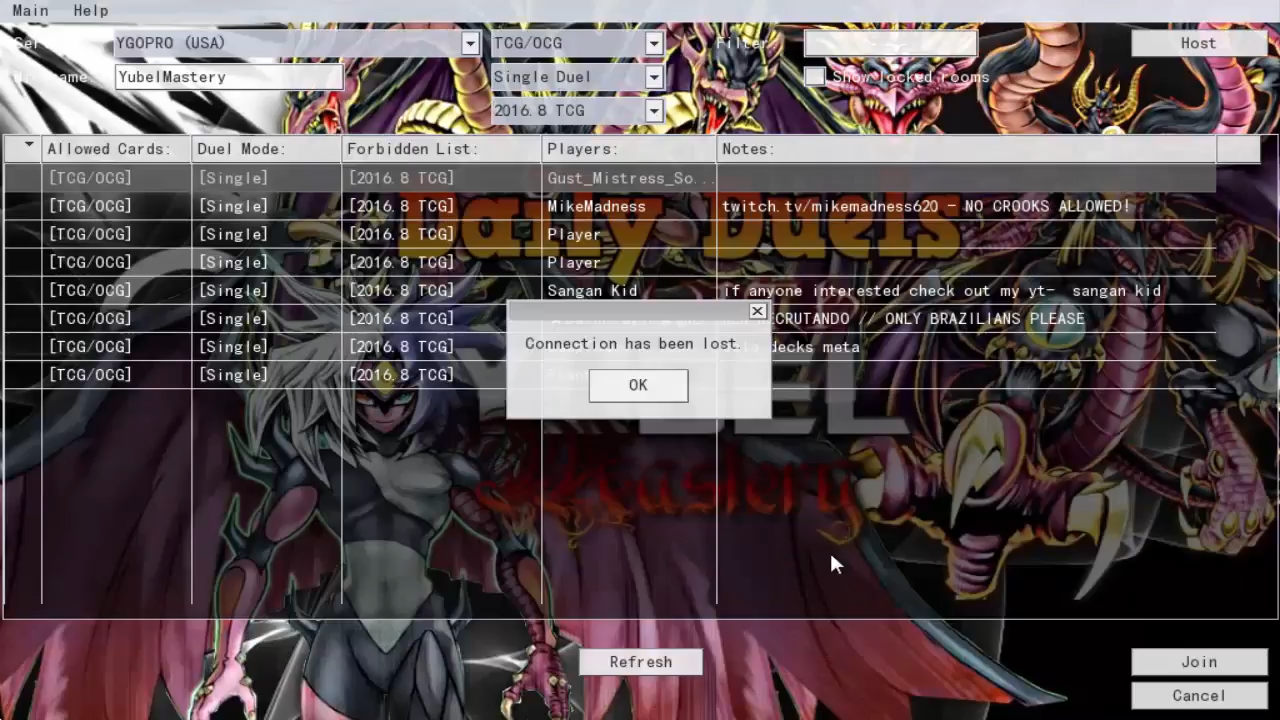 Main Help
YGOPRO (USA) TCG/OCG Filter: Host
YubelMastery Single Duel Show locked rooms
2016.8 TCG
Allowed Cards: Duel Mode: Forbidden List: Players: Notes:
[TCG/OCG] [Single] [2016.8 TCG] Gust_Mistress_So...
[TCG/OCG] [Single] [2016.8 TCG] MikeMadness twitch.tv/mikemadness620 - NO CROOKS ALLOWED!
[TCG/OCG] [Single] [2016.8 TCG] Player
[TCG/OCG] [Single] [2016.8 TCG] Player
[TCG/OCG] [Single] [2016.8 TCG] Sangan Kid if anyone interested check out my yt- sangan kid
[TCG/OCG] [Single] [2016.8 TCG] // ONLY BRAZILIANS PLEASE
[TCG/OCG] [Single] [2016.8 TCG] decks meta
[TCG/OCG] [Single] [2016.8 TCG]
Duels
Connection has been lost.
OK
Mastery
Refresh Join
Cancel